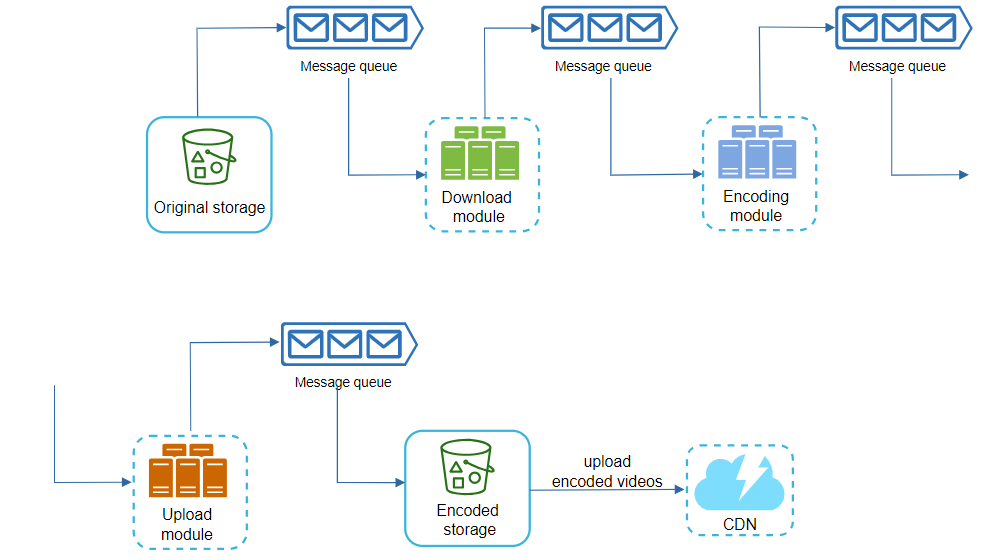 Message queue
Message queue
Message queue
Original storage
Download
module
Encoding
module
Message queue
Upload
module
Encoded
storage
upload
encoded videos
CDN